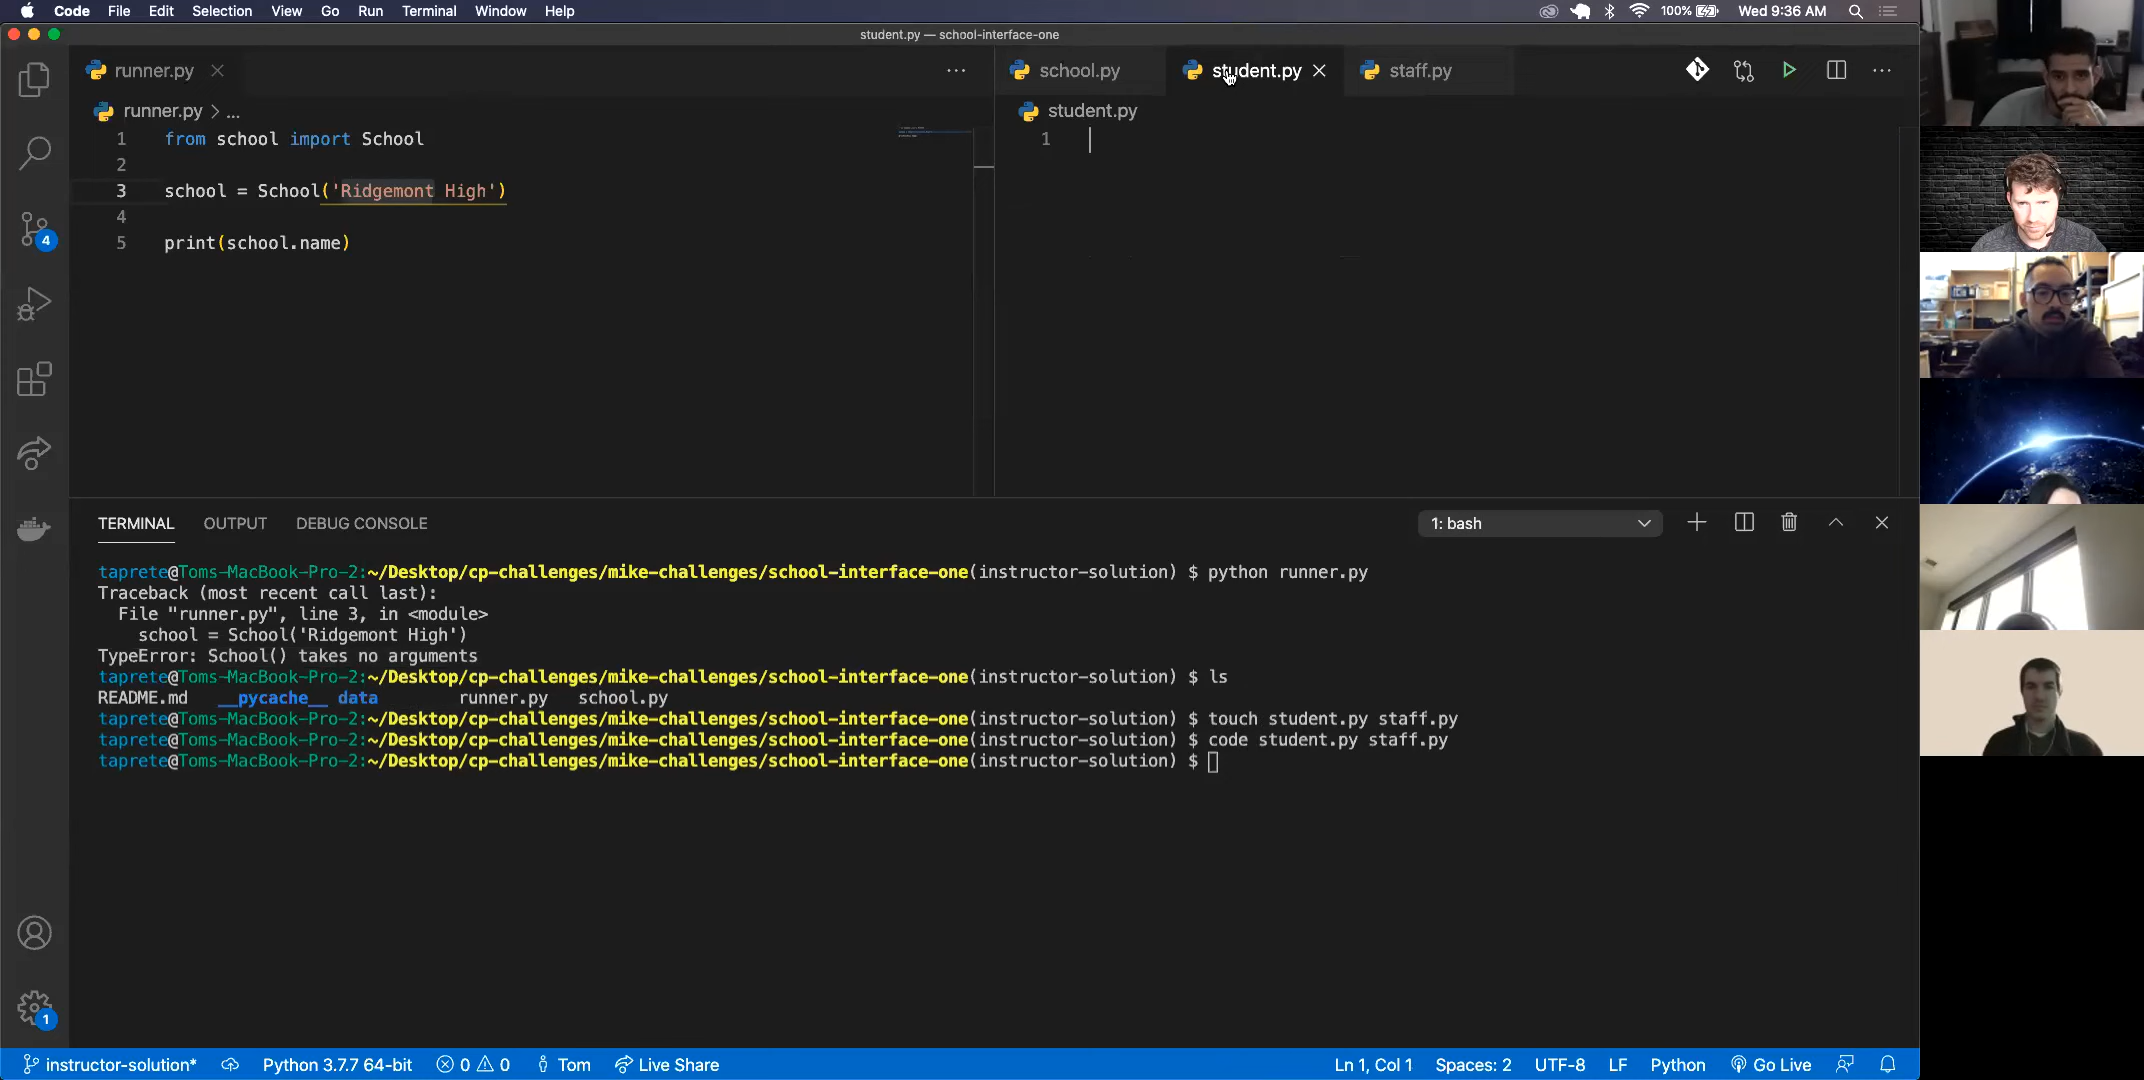 Code File Edit Selection View Go Run Terminal Window Help
100% Wed 9:36 AM
student.py — school-interface-one
runner.py
school.py student.py staff.py
runner.py > ...
student.py
1 from school import School
2
3 school = School('Ridgemont High')
4
5 print(school.name)
1
4
TERMINAL OUTPUT DEBUG CONSOLE
1: bash
taprete@Toms-MacBook-Pro-2:~/Desktop/cp-challenges/mike-challenges/school-interface-one(instructor-solution) $ python runner.py
Traceback (most recent call last):
File "runner.py", line 3, in <module>
school = School('Ridgemont High')
TypeError: School() takes no arguments
taprete@Toms-MacBook-Pro-2:~/Desktop/cp-challenges/mike-challenges/school-interface-one(instructor-solution) $ ls
README.md __pycache__ data runner.py school.py
taprete@Toms-MacBook-Pro-2:~/Desktop/cp-challenges/mike-challenges/school-interface-one(instructor-solution) $ touch student.py staff.py
taprete@Toms-MacBook-Pro-2:~/Desktop/cp-challenges/mike-challenges/school-interface-one(instructor-solution) $ code student.py staff.py
taprete@Toms-MacBook-Pro-2:~/Desktop/cp-challenges/mike-challenges/school-interface-one(instructor-solution) $
1
instructor-solution* Python 3.7.7 64-bit 0 0 Tom Live Share
Ln 1, Col 1 Spaces: 2 UTF-8 LF Python Go Live